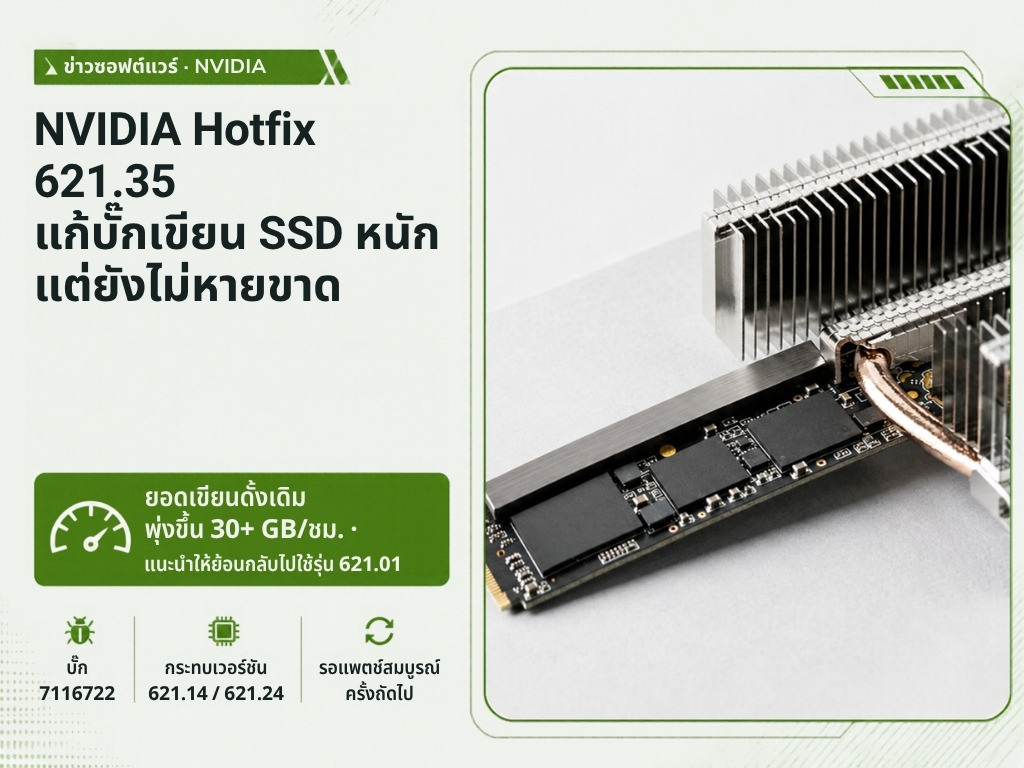 ข่าวซอฟต์แวร์ · NVIDIA
NVIDIA Hotfix
621.35
แก้บั๊กเขียน SSD หนัก
แต่ยังไม่หายขาด
ยอดเขียนดั้งเดิม
พุ่งขึ้น 30+ GB/ชม. ·
แนะนำให้ย้อนกลับไปใช้รุ่น 621.01
บั๊ก
7116722
กระทบเวอร์ชัน
621.14 / 621.24
รอแพตช์สมบูรณ์
ครั้งถัดไป